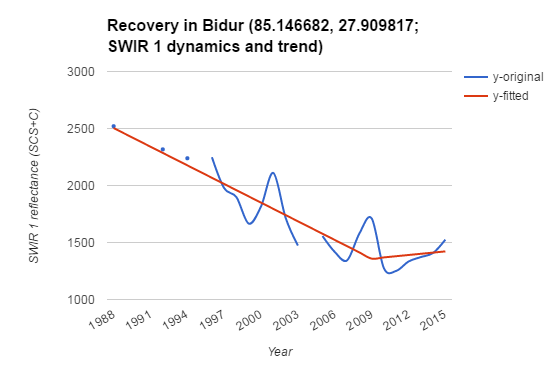 Recovery in Bidur (85.146682, 27.909817;
SWIR 1 dynamics and trend)
3000
2500
2000
1500
1000
SWIR 1 reflectance (SCS+C)
y-original
y-fitted
1988
1991
1994
1997
2000
2003
2006
2009
2012
2015
Year